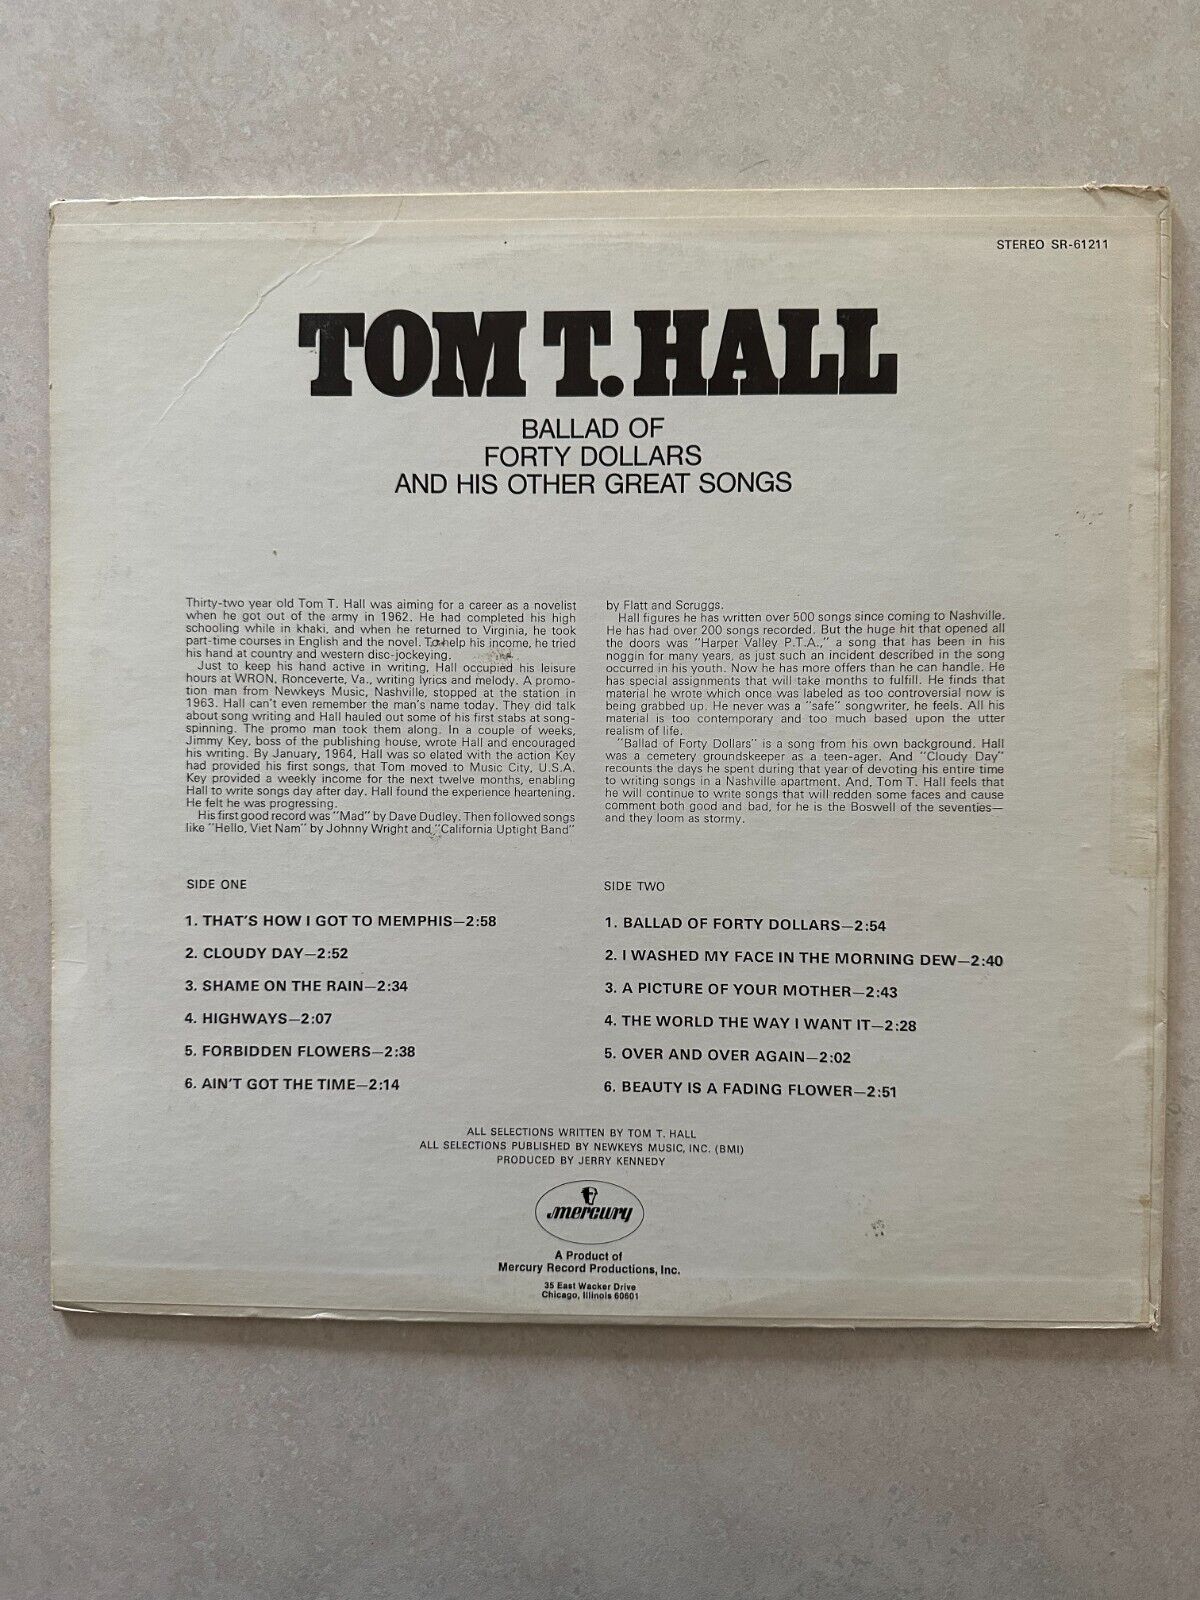 STEREO SR-61211
TOM T. HALL
BALLAD OF
FORTY DOLLARS
AND HIS OTHER GREAT SONGS
Thirty-two year old Tom T. Hall was aiming for a career as a novelist
when he got out of the army in 1962. He had completed his high
schooling while in khaki, and when he returned to Virginia, he took
part-time courses in English and the novel. To help his income, he tried
his hand at country and western disc-jockeying.
Just to keep his hand active in writing, Hall occupied his leisure
hours at WRON, Ronceverte, Va., writing lyrics and melody. A promo-
tion man from Newkeys Music, Nashville, stopped at the station in
1963. Hall can't even remember the man's name today. They did talk
about song writing and Hall hauled out some of his first stabs at song-
spinning. The promo man took them along. In a couple of weeks,
Jimmy Key, boss of the publishing house, wrote Hall and encouraged
his writing. By January, 1964, Hall was so elated with the action Key
had provided his first songs, that Tom moved to Music City, U.S.A.
Key provided a weekly income for the next twelve months, enabling
Hall to write songs day after day. Hall found the experience heartening.
He felt he was progressing.
His first good record was "Mad" by Dave Dudley. Then followed songs
like "Hello, Viet Nam" by Johnny Wright and "California Uptight Band"
by Flatt and Scruggs.
Hall figures he has written over 500 songs since coming to Nashville.
He has had over 200 songs recorded. But the huge hit that opened all
the doors was "Harper Valley P.T.A.," a song that has been in his
noggin for many years, as just such an incident described in the song
occurred in his youth. Now he has more offers than he can handle. He
has special assignments that will take months to fulfill. He finds that
material he wrote which once was labeled as too controversial now is
being grabbed up. He never was a "safe" songwriter, he feels. All his
material is too contemporary and too much based upon the utter
realism of life.
"Ballad of Forty Dollars" is a song from his own background. Hall
was a cemetery groundskeeper as a teen-ager. And "Cloudy Day"
recounts the days he spent during that year of devoting his entire time
to writing songs in a Nashville apartment. And, Tom T. Hall feels that
he will continue to write songs that will redden some faces and cause
comment both good and bad, for he is the Boswell of the seventies—
and they loom as stormy.
SIDE ONE
1. THAT'S HOW I GOT TO MEMPHIS—2:58
2. CLOUDY DAY—2:52
3. SHAME ON THE RAIN—2:34
4. HIGHWAYS—2:07
5. FORBIDDEN FLOWERS—2:38
6. AIN'T GOT THE TIME—2:14
SIDE TWO
1. BALLAD OF FORTY DOLLARS—2:54
2. I WASHED MY FACE IN THE MORNING DEW—2:40
3. A PICTURE OF YOUR MOTHER—2:43
4. THE WORLD THE WAY I WANT IT—2:28
5. OVER AND OVER AGAIN—2:02
6. BEAUTY IS A FADING FLOWER—2:51
ALL SELECTIONS WRITTEN BY TOM T. HALL
ALL SELECTIONS PUBLISHED BY NEWKEYS MUSIC, INC. (BMI)
PRODUCED BY JERRY KENNEDY
mercury
A Product of
Mercury Record Productions, Inc.
35 East Wacker Drive
Chicago, Illinois 60601